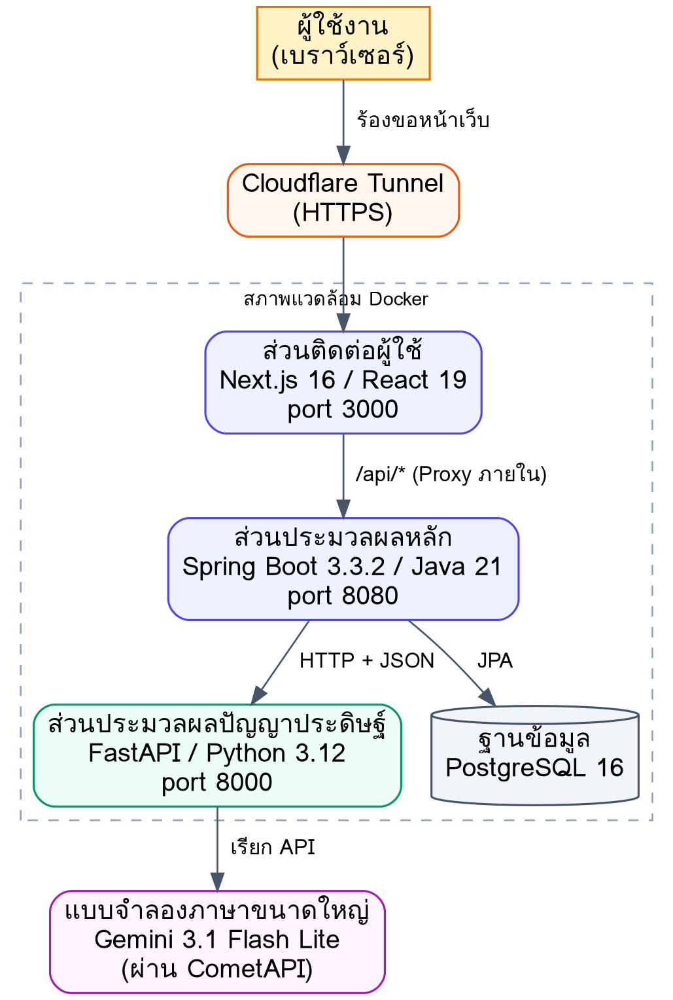 ผู้ใช้งาน
(เบราว์เซอร์)
ร้องขอหน้าเว็บ
Cloudflare Tunnel
(HTTPS)
สภาพแวดล้อม Docker
ส่วนติดต่อผู้ใช้
Next.js 16 / React 19
port 3000
/api/* (Proxy ภายใน)
ส่วนประมวลผลหลัก
Spring Boot 3.3.2 / Java 21
port 8080
HTTP + JSON
JPA
ส่วนประมวลผลปัญญาประดิษฐ์
FastAPI / Python 3.12
port 8000
ฐานข้อมูล
PostgreSQL 16
เรียก API
แบบจำลองภาษาขนาดใหญ่
Gemini 3.1 Flash Lite
(ผ่าน CometAPI)